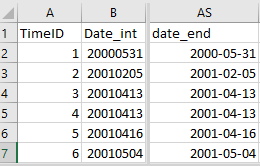 A B AS
1 TimeID Date_int date_end
2 1 20000531 2000-05-31
3 2 20010205 2001-02-05
4 3 20010413 2001-04-13
5 4 20010413 2001-04-13
6 5 20010416 2001-04-16
7 6 20010504 2001-05-04